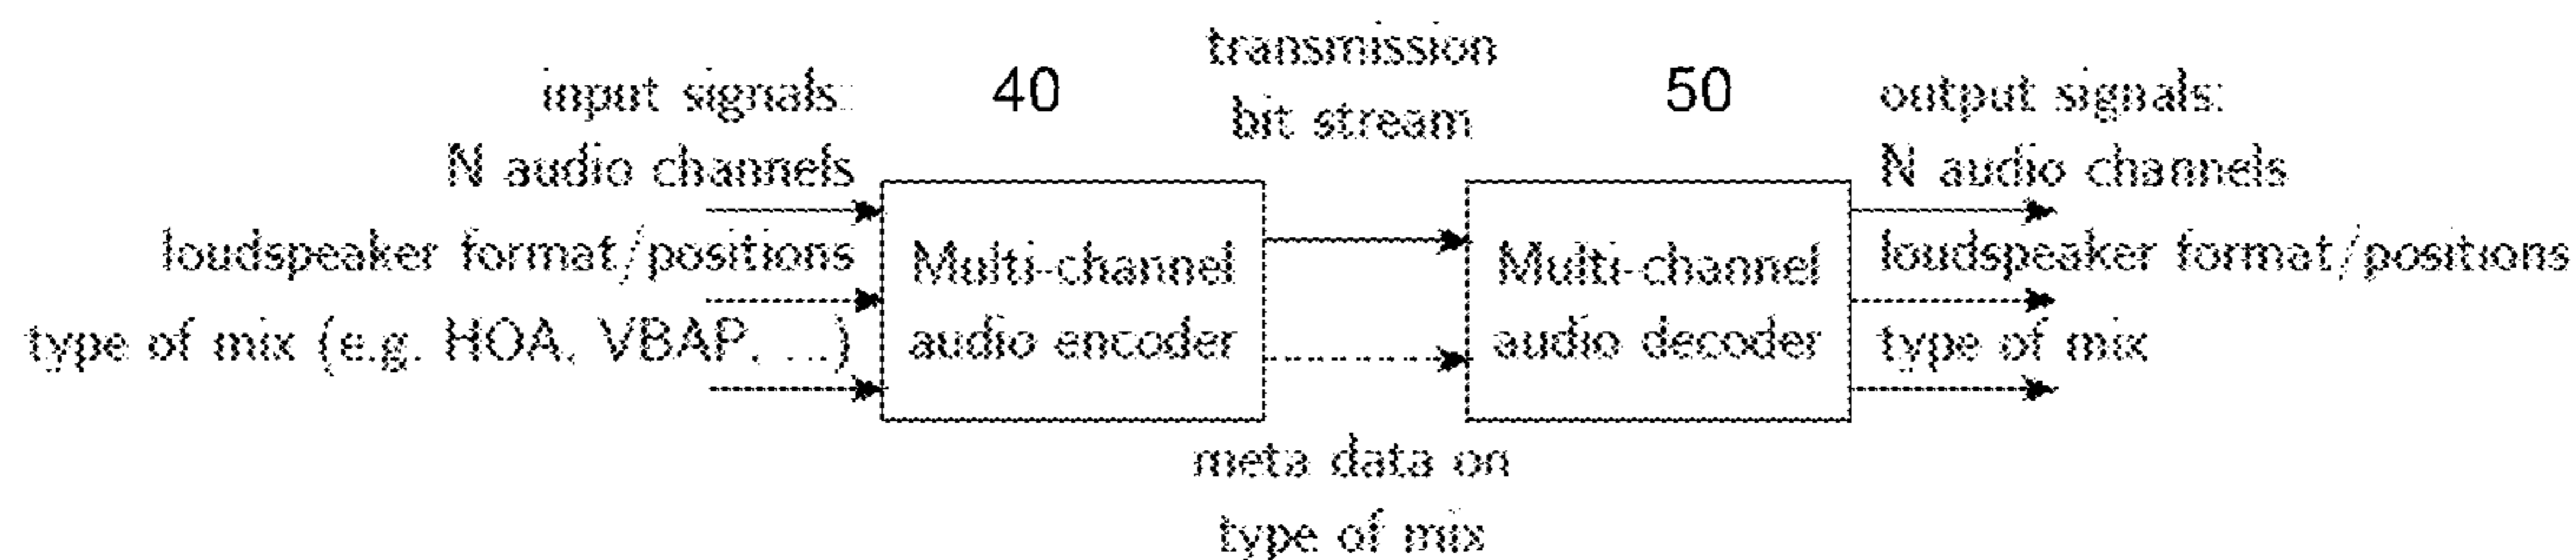 input signals:
N audio channels
loudspeaker format/positions
type of mix (e.g. HOA, VBAP, ...)
40
Multi-channel
audio encoder
transmission
bit stream
meta data on
type of mix
50
Multi-channel
audio decoder
output signals:
N audio channels
loudspeaker format/positions
type of mix